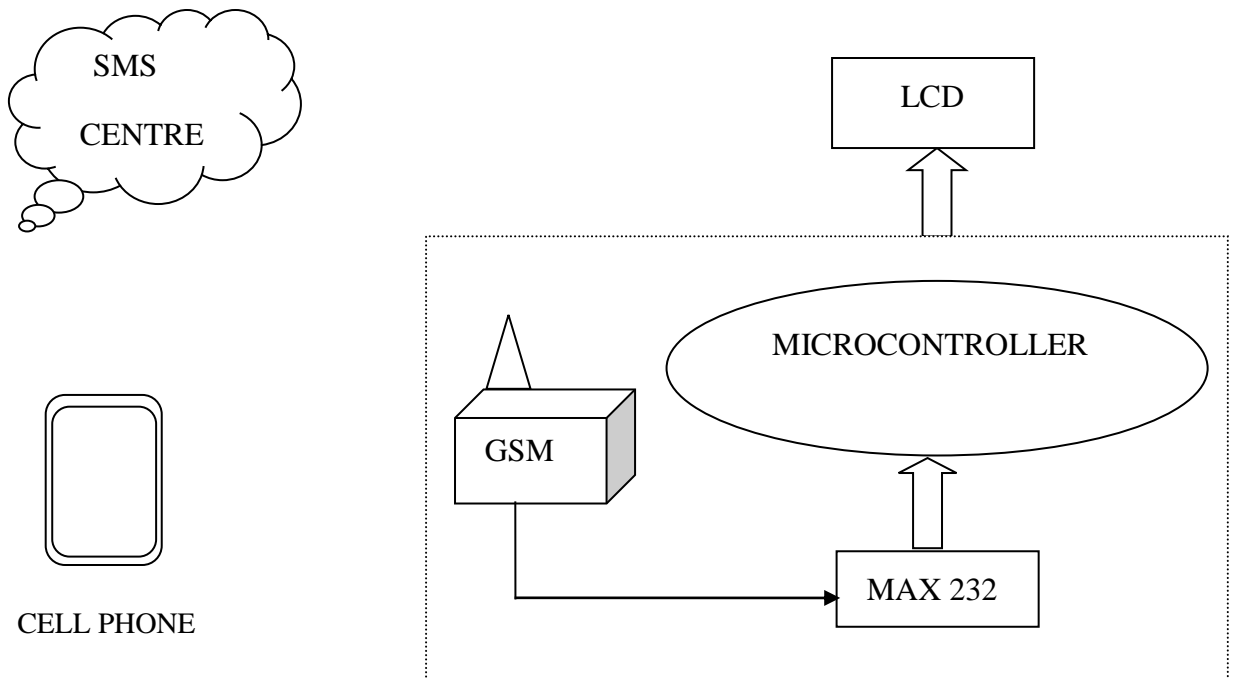 SMS
CENTRE
LCD
MICROCONTROLLER
GSM
MAX 232
CELL PHONE